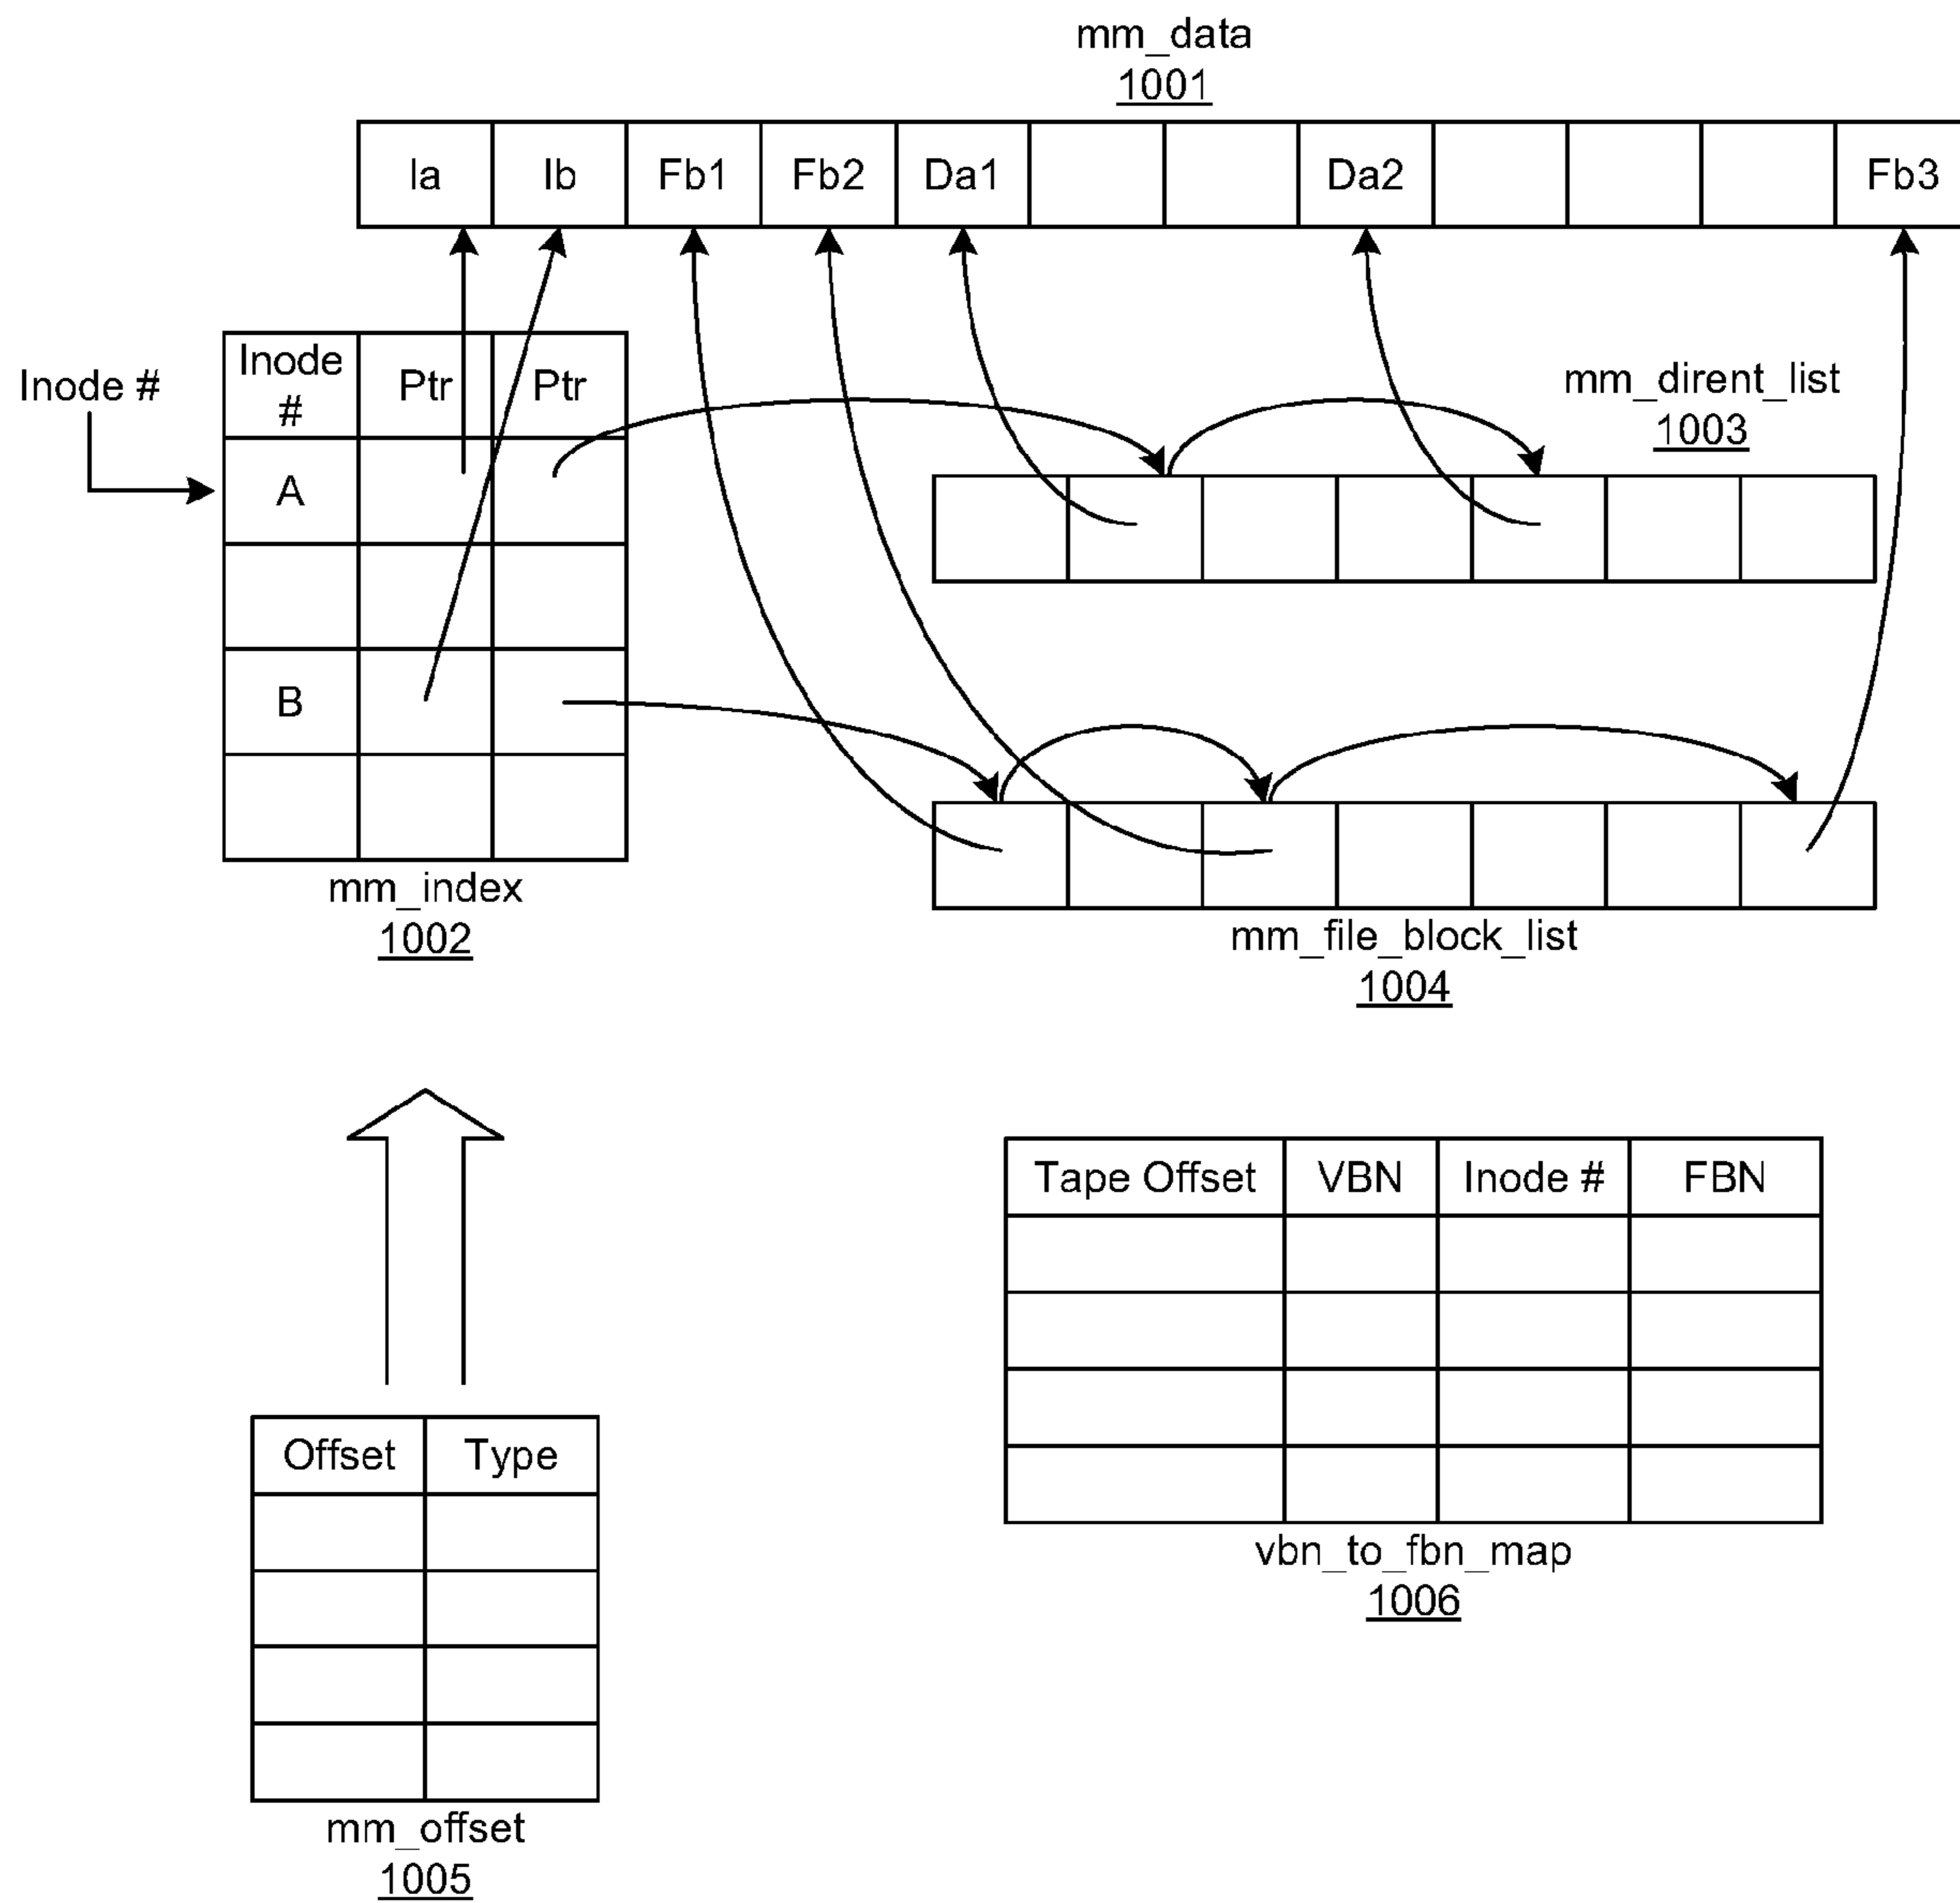 mm_data
1001
Ia Ib Fb1 Fb2 Da1 Da2 Fb3
Inode #
Inode
#
Ptr Ptr
A
B
mm_index
1002
mm_dirent_list
1003
mm_file_block_list
1004
Offset Type
mm_offset
1005
Tape Offset VBN Inode # FBN
vbn_to_fbn_map
1006